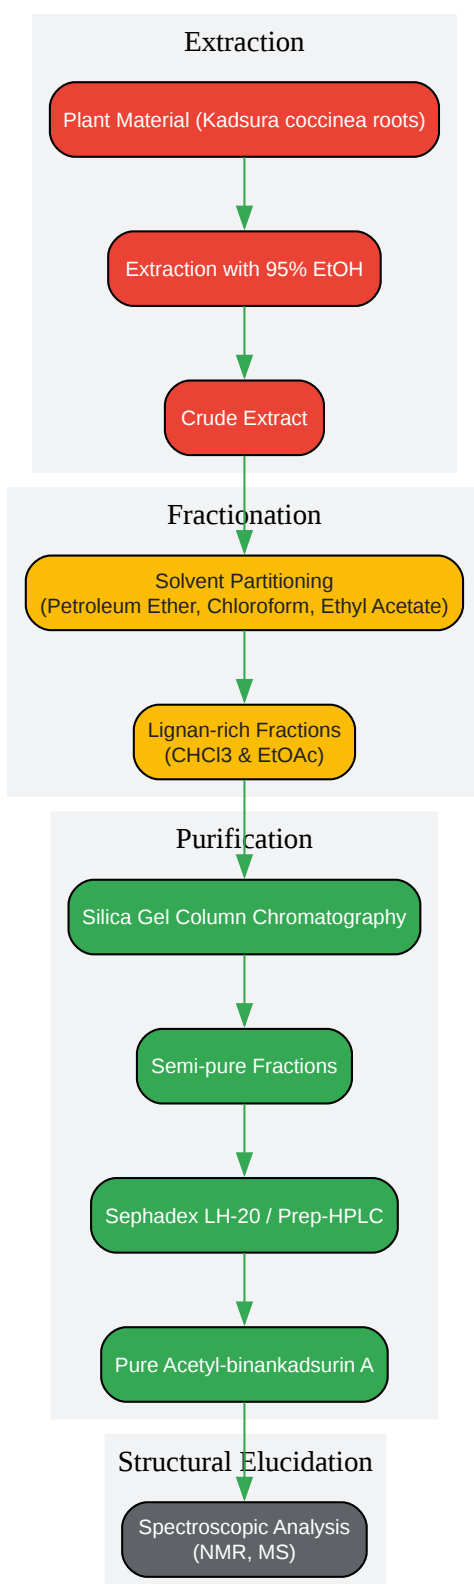 Extraction
Plant Material (Kadsura coccinea roots)
Extraction with 95% EtOH
Crude Extract
Fractionation
Solvent Partitioning
(Petroleum Ether, Chloroform, Ethyl Acetate)
Lignan-rich Fractions
(CHCl3 & EtOAc)
Purification
Silica Gel Column Chromatography
Semi-pure Fractions
Sephadex LH-20 / Prep-HPLC
Pure Acetyl-binankadsurin A
Structural Elucidation
Spectroscopic Analysis
(NMR, MS)